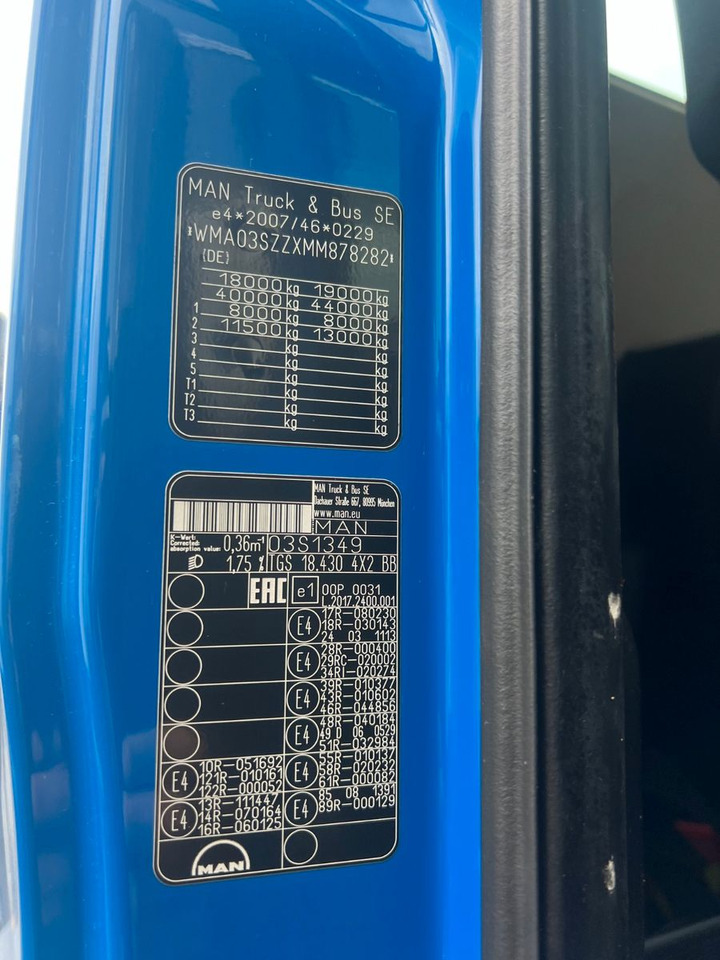 MAN Truck & Bus SE
e4*2007/46*0229
*WMA03SZZXMM878282*
(DE)
18000 kg 19000 kg
40000 kg 44000 kg
1 8000 kg 8000 kg
2 11500 kg 13000 kg
3 kg kg
4 kg kg
5 kg kg
T1 kg kg
T2 kg kg
T3 kg kg
MAN Truck & Bus SE
Dachauer Straße 667, 80995 München
www.man.eu
MAN
K-Wert:
Corrected
absorption value: 0,36m⁻¹ 03S1349
1,75 % TGS 18.430 4X2 BB
EAC e1 00P 0031
L.2017.2400.001
17R-080230
E4 18R-030143
24 03 1113
28R-000400
E4 29RC-020002
34RI-020274
39R-010377
E4 43R-010602
46R-044856
48R-040184
E4 49 D 06 0529
51R-032984
10R-051692
E4 121R-010161
122R-000052
E4
58R-020232
61R-000082
13R-111447
E4 14R-070164
16R-060125
85 08 1391
E4 89R-000129
MAN